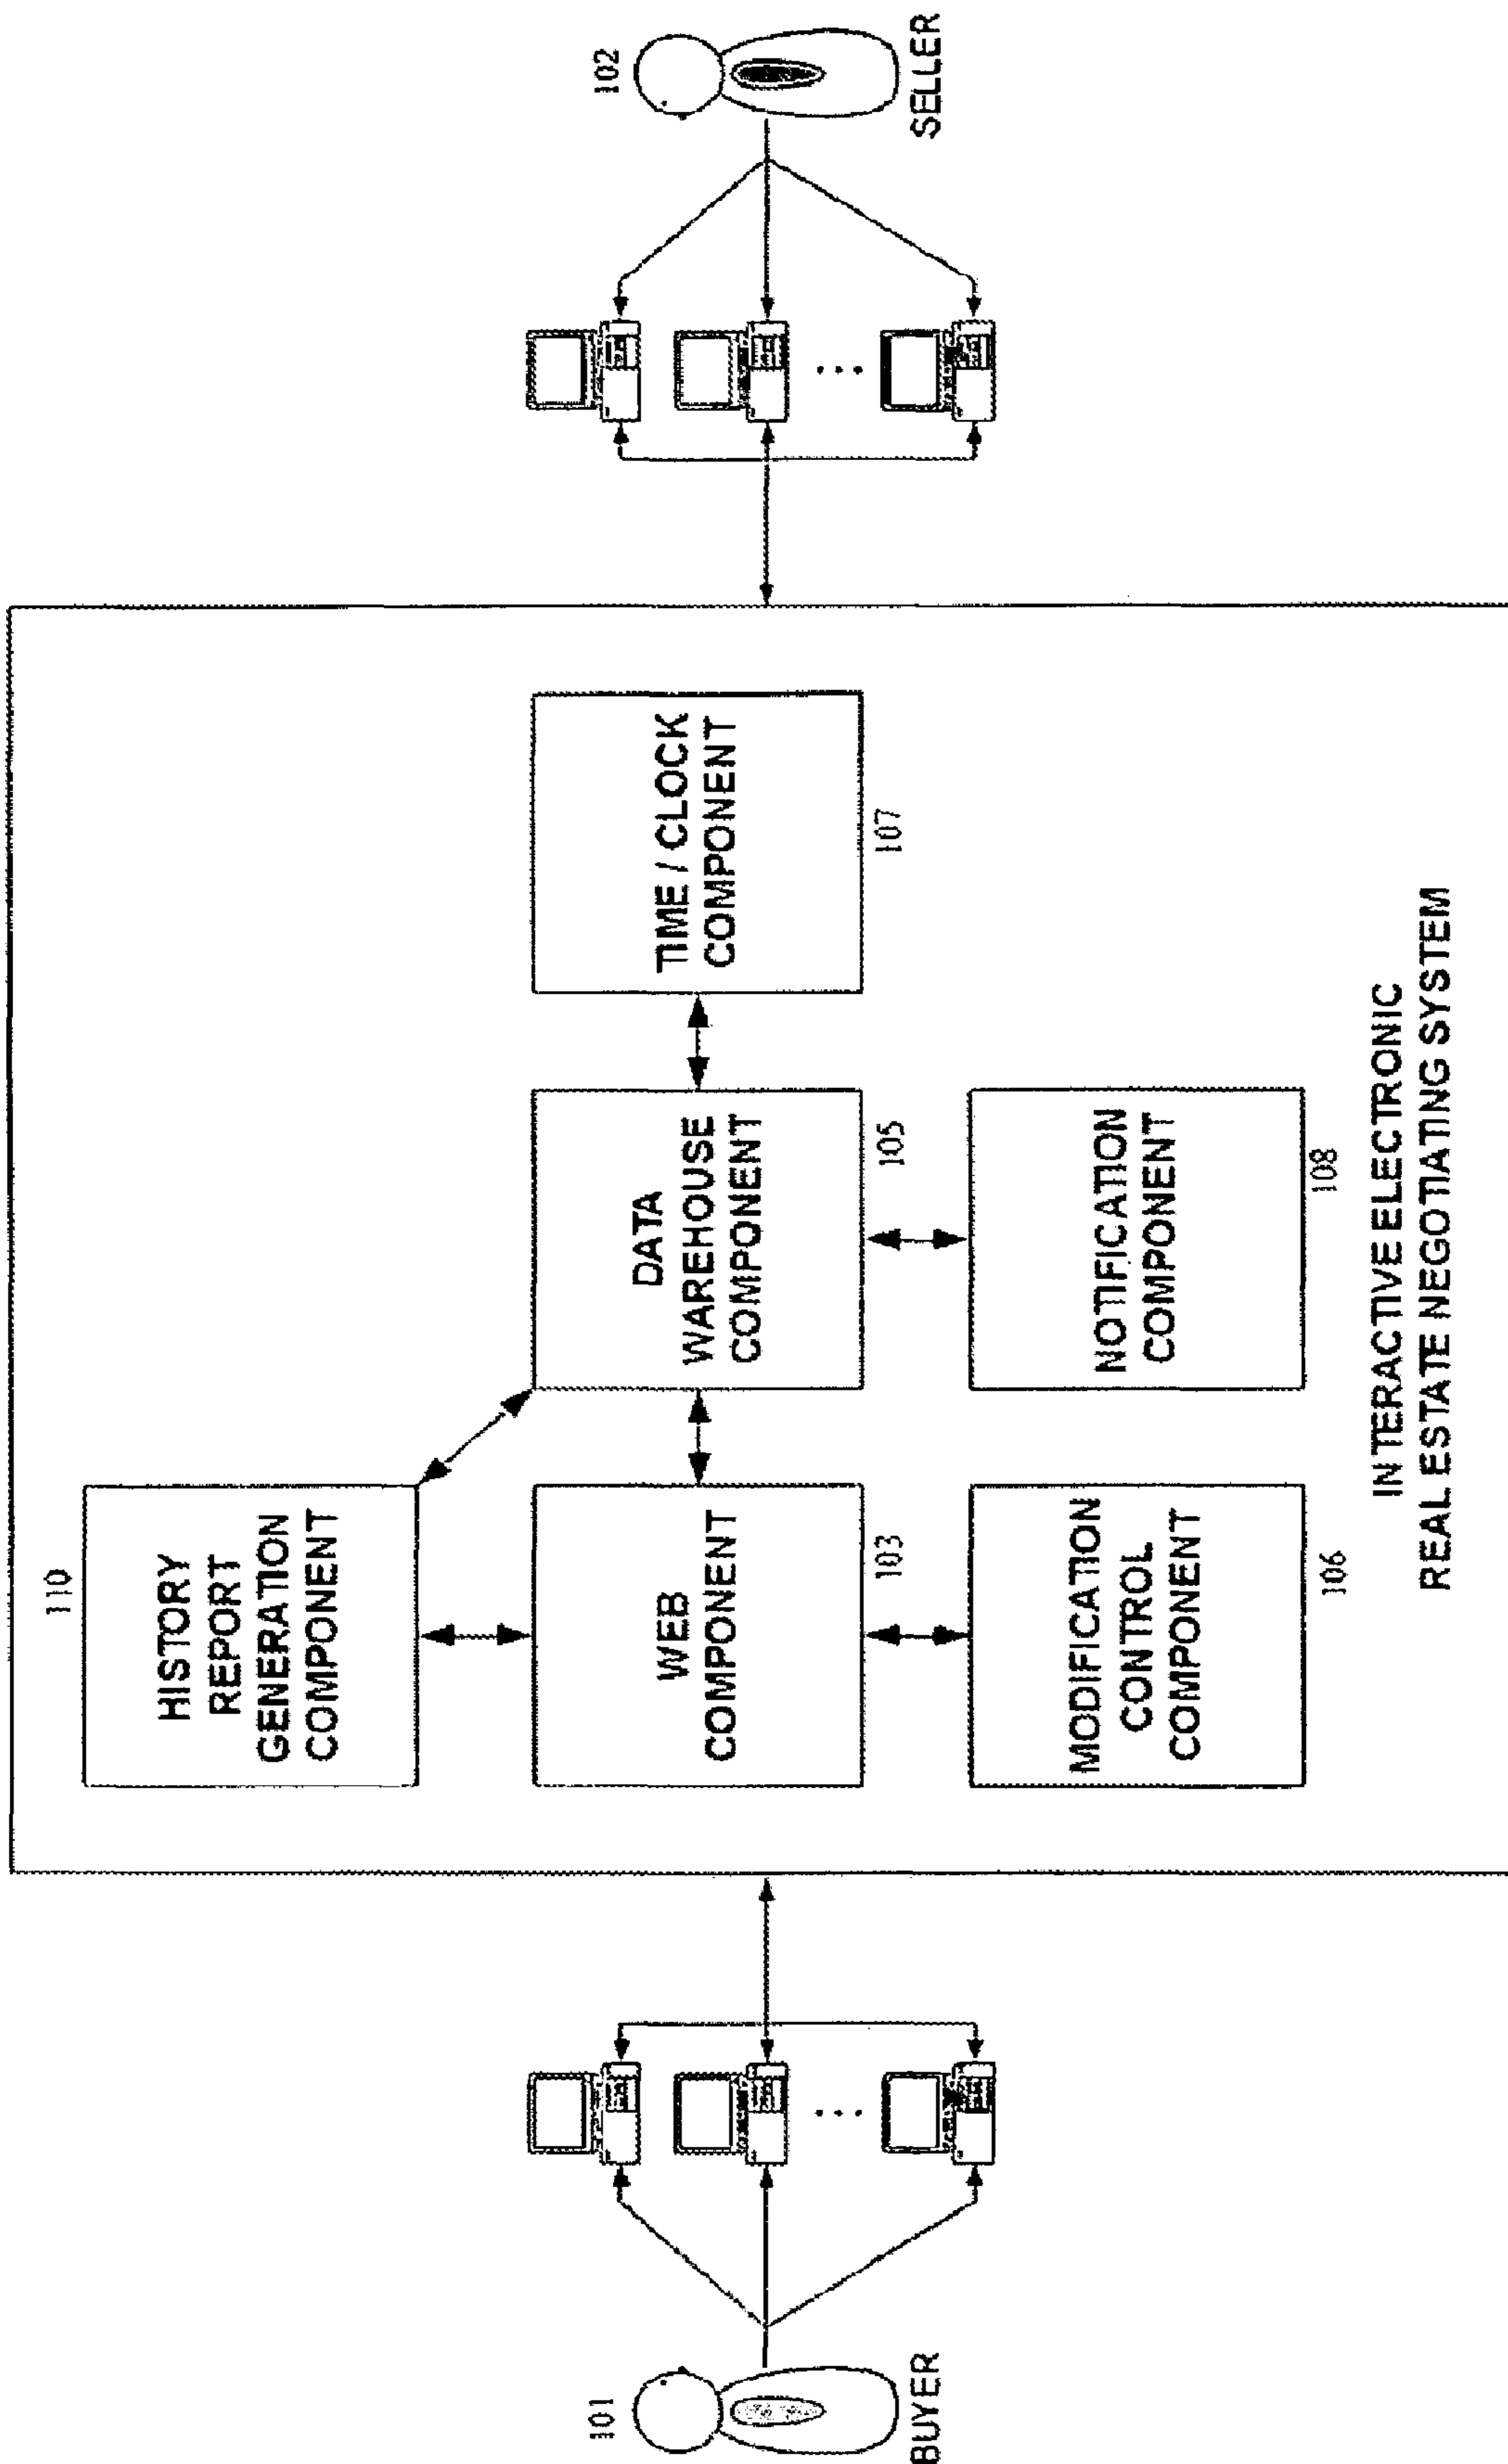 110
HISTORY
REPORT
GENERATION
COMPONENT
101
BUYER
WEB
COMPONENT
103
DATA
WAREHOUSE
COMPONENT
105
TIME / CLOCK
COMPONENT
107
102
SELLER
MODIFICATION
CONTROL
COMPONENT
106
NOTIFICATION
COMPONENT
108
INTERACTIVE ELECTRONIC
REAL ESTATE NEGOTIATING SYSTEM